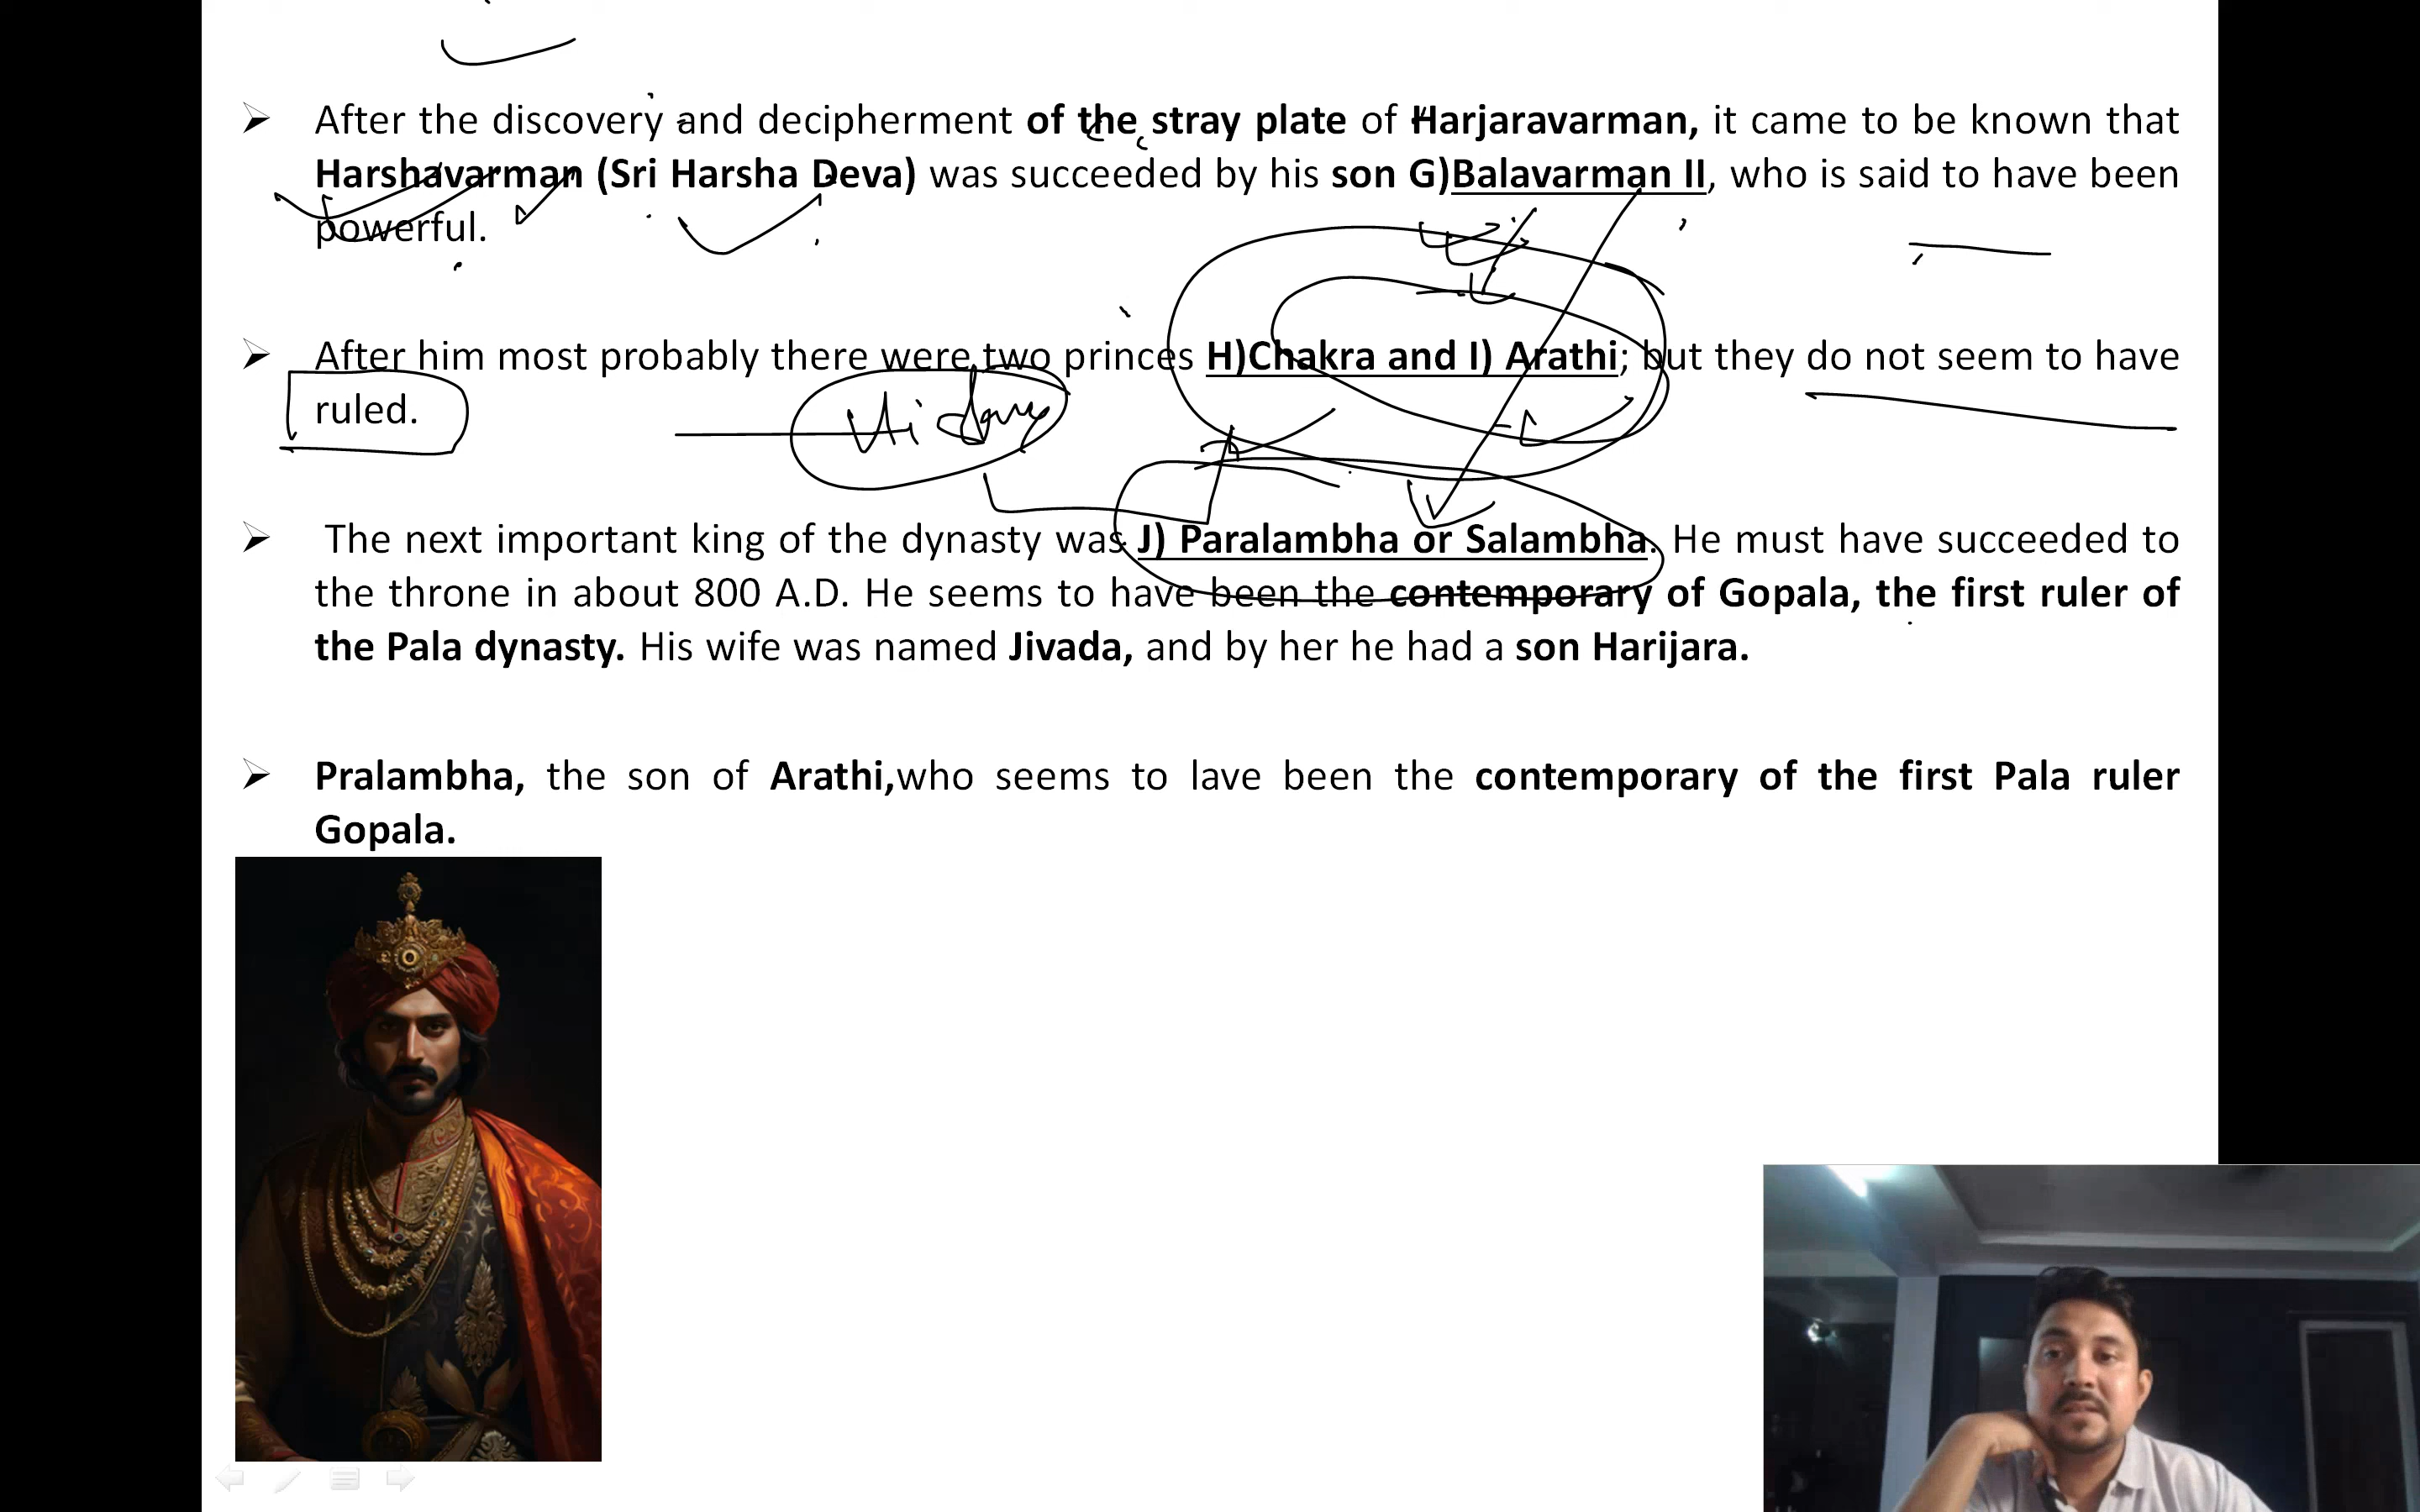 ➢ After the discovery and decipherment of the stray plate of Harjaravarman, it came to be known that
Harshavarman (Sri Harsha Deva) was succeeded by his son G)Balavarman II, who is said to have been
powerful.
➢ After him most probably there were two princes H)Chakra and I) Arathi; but they do not seem to have
ruled.
➢ The next important king of the dynasty was J) Paralambha or Salambha. He must have succeeded to
the throne in about 800 A.D. He seems to have been the contemporary of Gopala, the first ruler of
the Pala dynasty. His wife was named Jivada, and by her he had a son Harijara.
➢ Pralambha, the son of Arathi,who seems to lave been the contemporary of the first Pala ruler
Gopala.